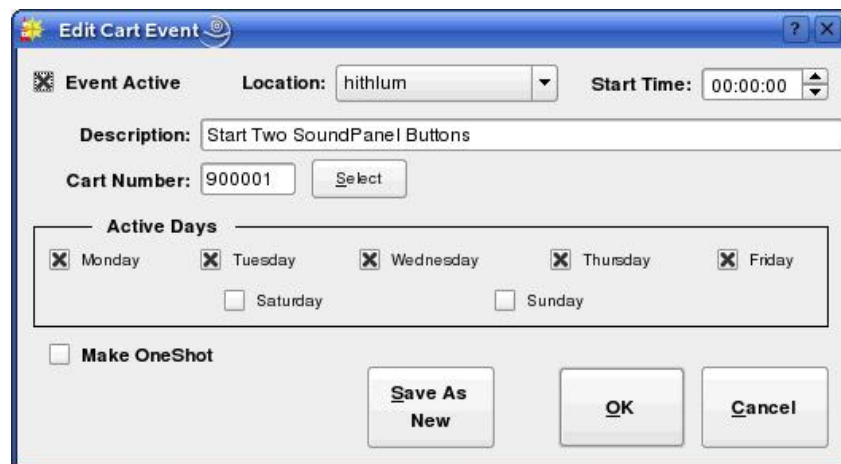 Edit Cart Event
?
Event Active Location: hithlum Start Time: 00:00:00
Description: Start Two SoundPanel Buttons
Cart Number: 900001 Select
Active Days
Monday Tuesday Wednesday Thursday Friday
Saturday Sunday
Make OneShot
Save As New OK Cancel